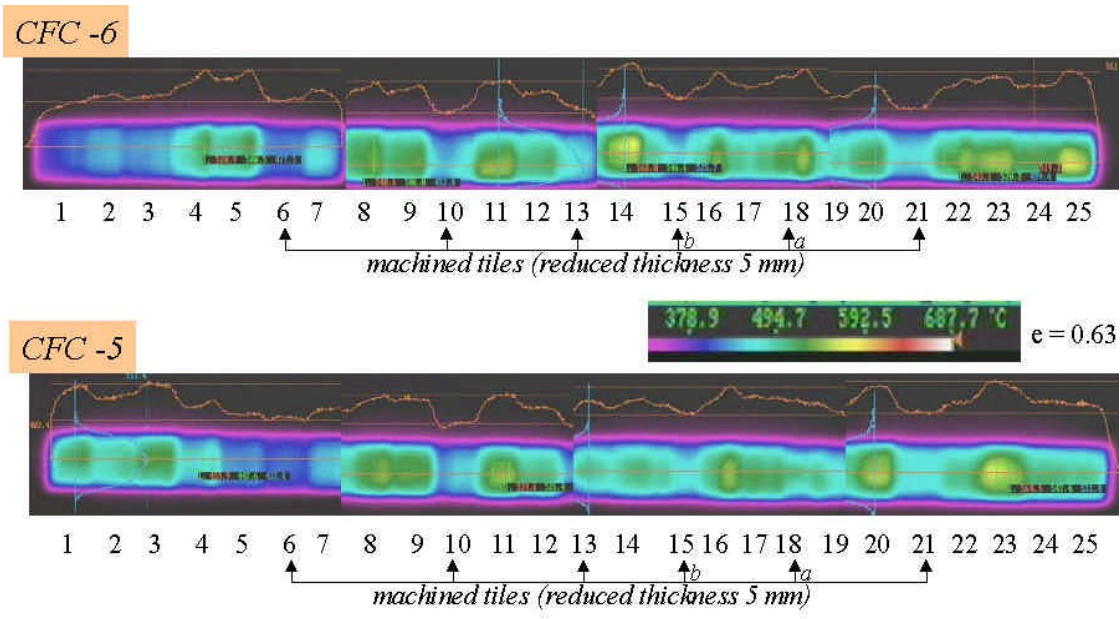 CFC -6
1 2 3 4 5 6 7 8 9 10 11 12 13 14 15 16 17 18 19 20 21 22 23 24 25
b a
machined tiles (reduced thickness 5 mm)
378.9 494.7 592.5 687.7 °C
e = 0.63
CFC -5
1 2 3 4 5 6 7 8 9 10 11 12 13 14 15 16 17 18 19 20 21 22 23 24 25
b a
machined tiles (reduced thickness 5 mm)